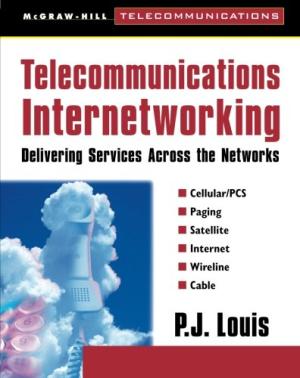 McGRAW-HILL TELECOMMUNICATIONS
Telecommunications
Internetworking
Delivering Services Across the Networks
■ Cellular/PCS
■ Paging
■ Satellite
■ Internet
■ Wireline
■ Cable
P.J. Louis